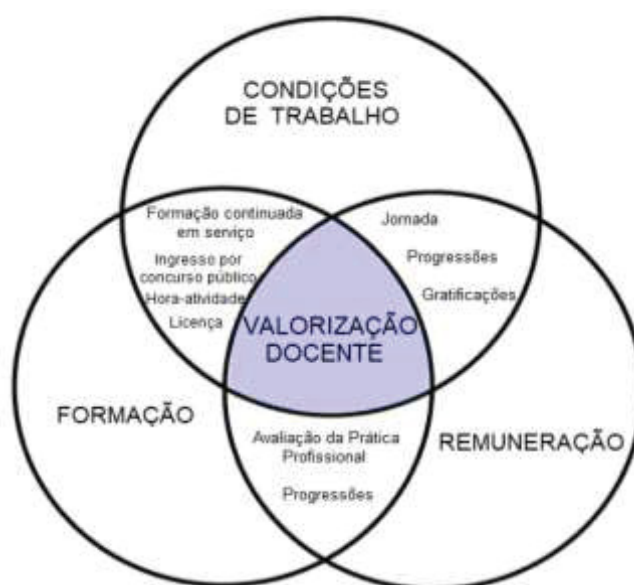 CONDIÇÕES
DE TRABALHO
Formação continuada
em serviço
Ingresso por
concurso público
Hora-atividade
Licença
Jornada
Progressões
Gratificações
VALORIZAÇÃO
DOCENTE
FORMAÇÃO
REMUNERAÇÃO
Avaliação da Prática
Profissional
Progressões